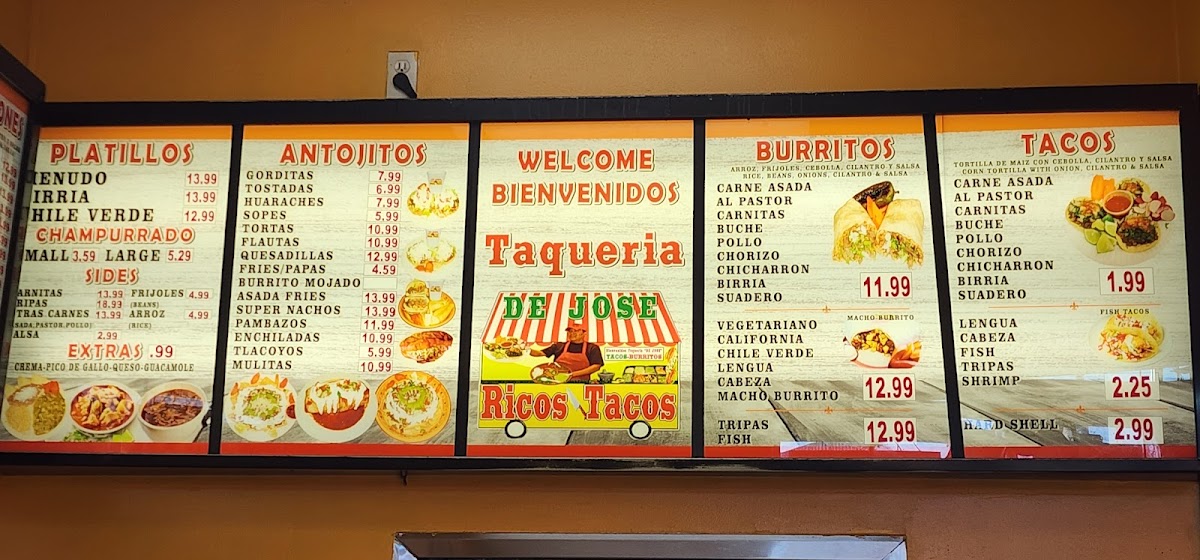 ONES
PLATILLOS
ENUDO 13.99
IRRIA 13.99
HILE VERDE 12.99
CHAMPURRADO
MALL 3.59 LARGE 5.29
SIDES
ARNITAS 13.99 FRIJOLES 4.99
RIPAS 18.99 (BEANS)
TRAS CARNES 13.99 ARROZ 4.99
(SADA,PASTOR,POLLO) (RICE)
ALSA 2.99
EXTRAS .99
CREMA-PICO DE GALLO-QUESO-GUACAMOLE
ANTOJITOS
GORDITAS 7.99
TOSTADAS 6.99
HUARACHES 7.99
SOPES 5.99
TORTAS 10.99
FLAUTAS 10.99
QUESADILLAS 12.99
FRIES/PAPAS 4.59
BURRITO MOJADO
ASADA FRIES 13.99
SUPER NACHOS 13.99
PAMBAZOS 11.99
ENCHILADAS 10.99
TLACOYOS 5.99
MULITAS 10.99
WELCOME
BIENVENIDOS
Taqueria
DE JOSE
TACOS-BURRITOS
Ricos Tacos
BURRITOS
ARROZ, FRIJOLES, CEBOLLA, CILANTRO Y SALSA
RICE, BEANS, ONIONS, CILANTRO & SALSA
CARNE ASADA
AL PASTOR
CARNITAS
BUCHE
POLLO
CHORIZO
CHICHARRON
BIRRIA
SUADERO
11.99
MACHO BURRITO
VEGETARIANO
CALIFORNIA
CHILE VERDE
LENGUA
CABEZA
MACHO BURRITO
12.99
TRIPAS
FISH
12.99
TACOS
TORTILLA DE MAIZ CON CEBOLLA, CILANTRO Y SALSA
CORN TORTILLA WITH ONION, CILANTRO & SALSA
CARNE ASADA
AL PASTOR
CARNITAS
BUCHE
POLLO
CHORIZO
CHICHARRON
BIRRIA
SUADERO
1.99
FISH TACOS
LENGUA
CABEZA
FISH
TRIPAS
SHRIMP
2.25
HARD SHELL 2.99